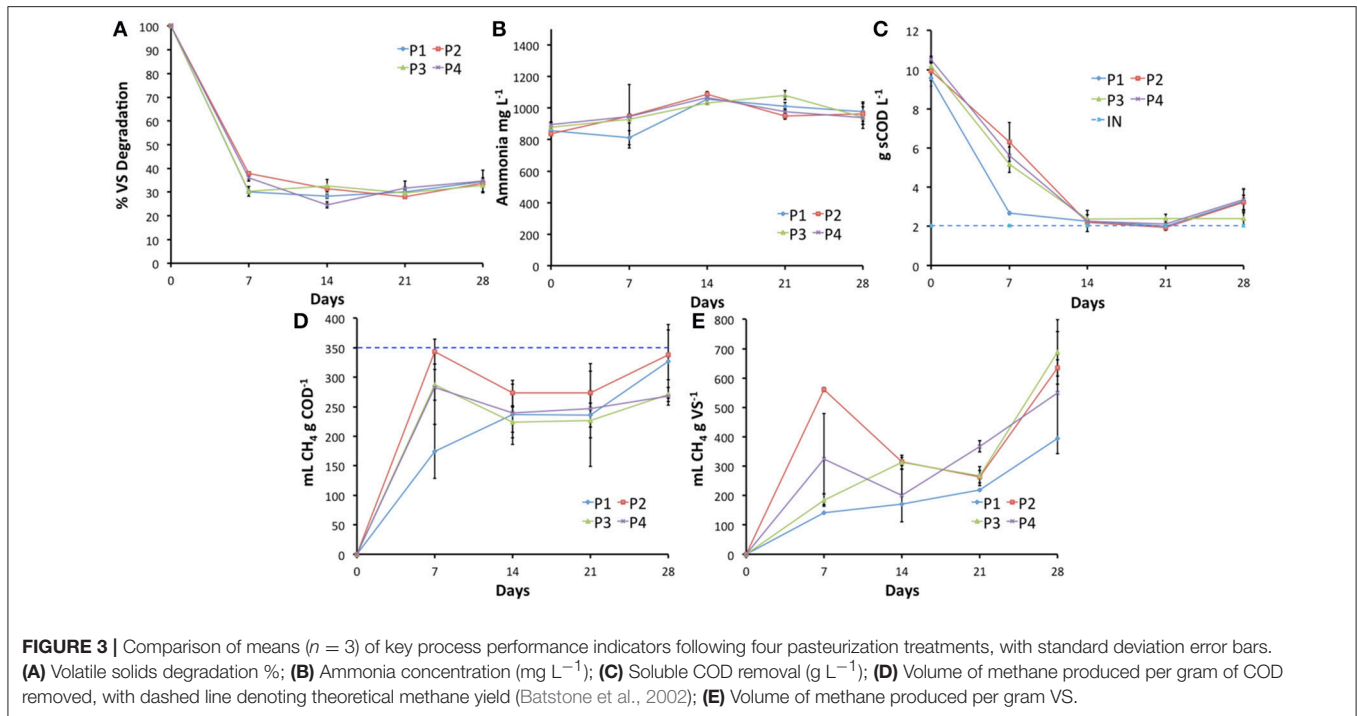 A
% VS Degradation
100
90
80
70
60
50
40
30
20
10
0
P1 P2
P3 P4
0 7 14 21 28
Days
B
Ammonia mg L-1
1400
1200
1000
800
600
400
200
0
P1 P2
P3 P4
0 7 14 21 28
Days
C
g sCOD L-1
12
10
8
6
4
2
0
P1 P2
P3 P4
IN
0 7 14 21 28
Days
D
mL CH4 g COD-1
400
350
300
250
200
150
100
50
0
P1 P2
P3 P4
0 7 14 21 28
Days
E
mL CH4 g VS-1
800
700
600
500
400
300
200
100
0
P1 P2
P3 P4
0 7 14 21 28
Days
FIGURE 3 | Comparison of means (n = 3) of key process performance indicators following four pasteurization treatments, with standard deviation error bars.
(A) Volatile solids degradation %; (B) Ammonia concentration (mg L−1); (C) Soluble COD removal (g L−1); (D) Volume of methane produced per gram of COD
removed, with dashed line denoting theoretical methane yield (Batstone et al., 2002); (E) Volume of methane produced per gram VS.